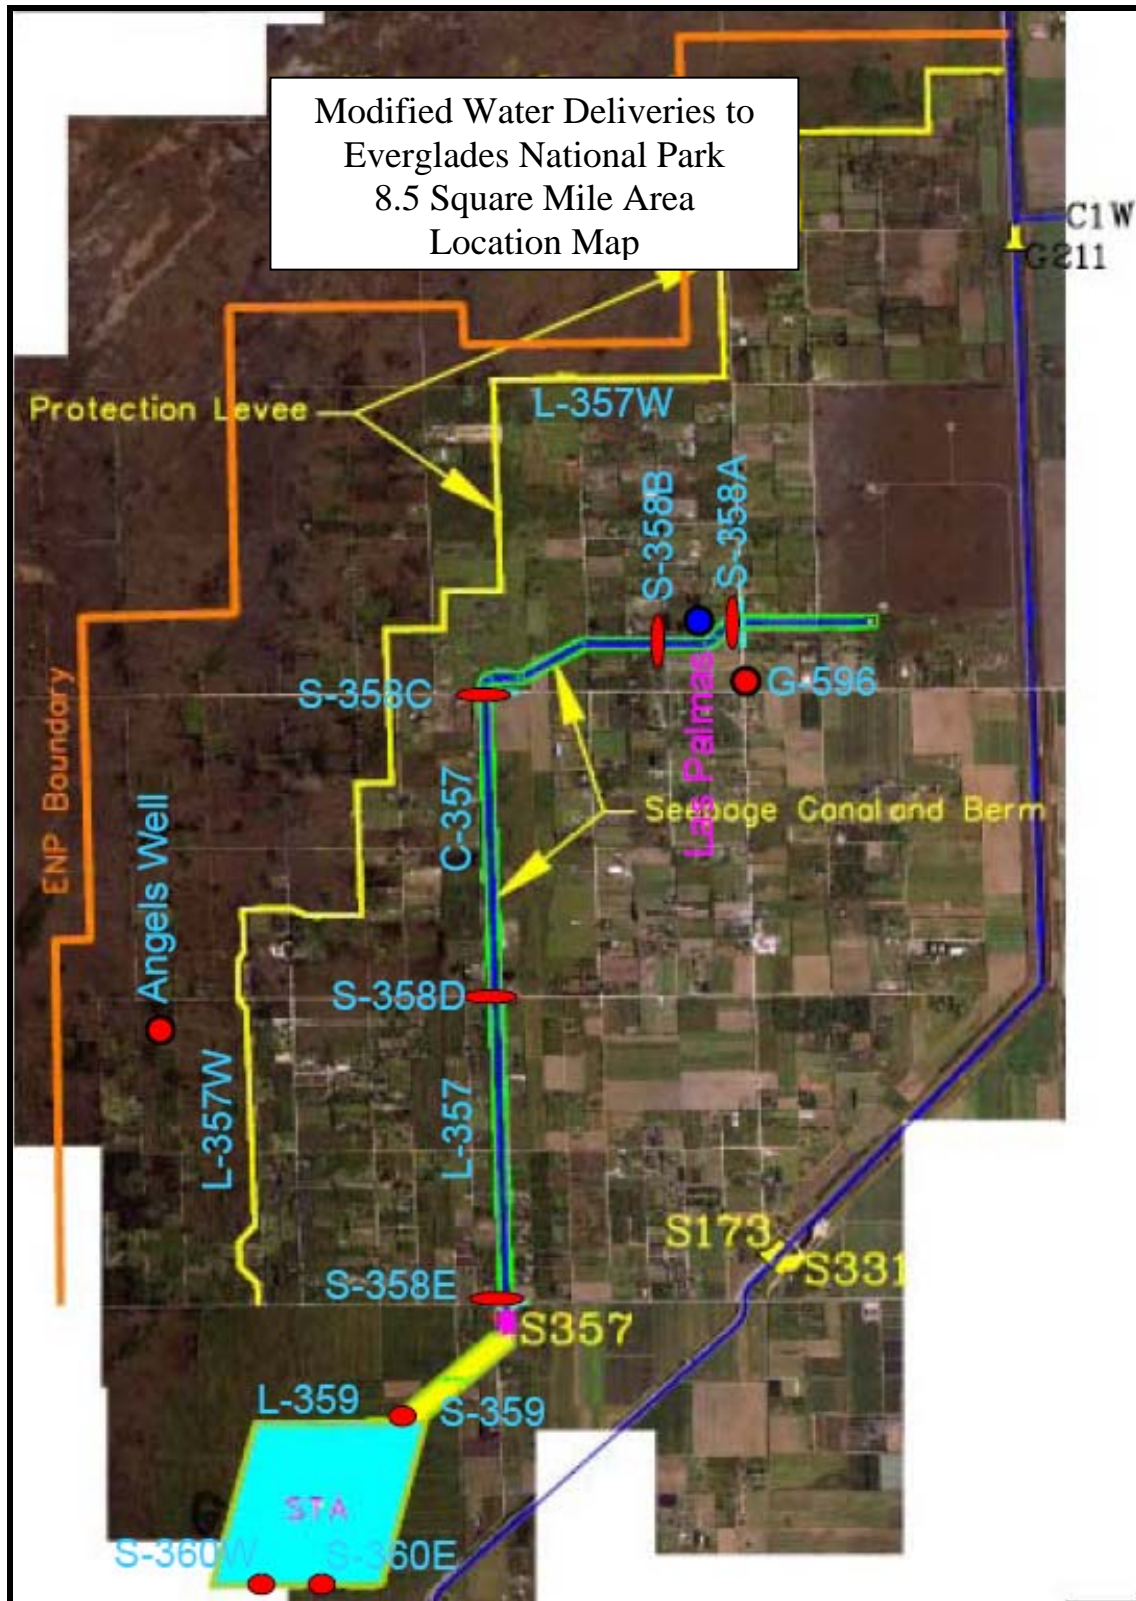 Modified Water Deliveries to
Everglades National Park
8.5 Square Mile Area
Location Map
C1W
G211
Protection Levee
L-357W
S-358B
S-358A
S-358C
G-596
Las Palmas
ENP Boundary
Angels Well
C-357
Seepage Canal and Berm
S-358D
L-357W
L-357
S173
S331
S-358E
S357
L-359
S-359
STA
S-360W
S-360E